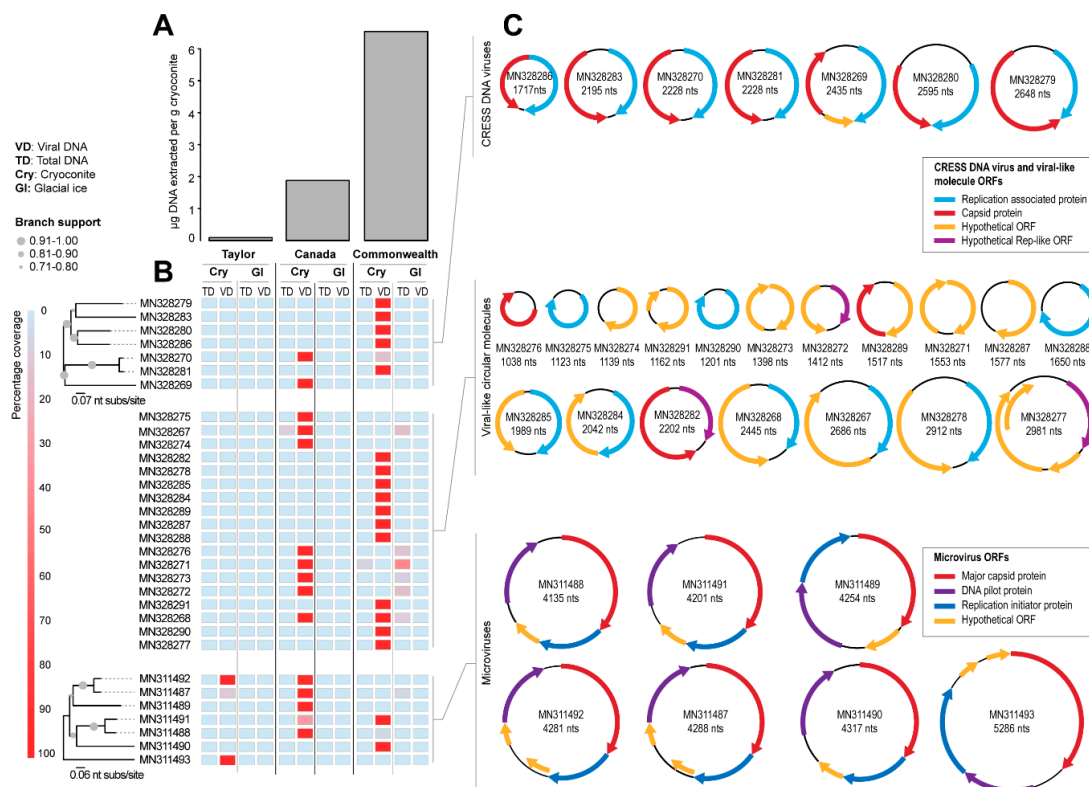 A
µg DNA extracted per g cryoconite
6
5
4
3
2
1
0
VD: Viral DNA
TD: Total DNA
Cry: Cryoconite
GI: Glacial ice
Branch support
0.91-1.00
0.81-0.90
0.71-0.80
Taylor
Canada
Commonwealth
B
Cry GI Cry GI Cry GI
TD VD TD VD TD VD TD VD TD VD TD VD
Percentage coverage
0
10
20
30
40
50
60
70
80
90
100
MN328279
MN328283
MN328280
MN328286
MN328270
MN328281
MN328269
0.07 nt subs/site
MN328275
MN328267
MN328274
MN328282
MN328278
MN328285
MN328284
MN328289
MN328287
MN328288
MN328276
MN328271
MN328273
MN328272
MN328291
MN328268
MN328290
MN328277
MN311492
MN311487
MN311489
MN311491
MN311488
MN311490
MN311493
0.06 nt subs/site
C
CRESS DNA viruses
MN328286
1717nts
MN328283
2195 nts
MN328270
2228 nts
MN328281
2228 nts
MN328269
2435 nts
MN328280
2595 nts
MN328279
2648 nts
CRESS DNA virus and viral-like
molecule ORFs
Replication associated protein
Capsid protein
Hypothetical ORF
Hypothetical Rep-like ORF
Viral-like circular molecules
MN328276
1038 nts
MN328275
1123 nts
MN328274
1139 nts
MN328291
1162 nts
MN328290
1201 nts
MN328273
1398 nts
MN328272
1412 nts
MN328289
1517 nts
MN328271
1553 nts
MN328287
1577 nts
MN328288
1650 nts
MN328285
1989 nts
MN328284
2042 nts
MN328282
2202 nts
MN328268
2445 nts
MN328267
2686 nts
MN328278
2912 nts
MN328277
2981 nts
Microviruses
MN311488
4135 nts
MN311491
4201 nts
MN311489
4254 nts
Microvirus ORFs
Major capsid protein
DNA pilot protein
Replication initiator protein
Hypothetical ORF
MN311492
4281 nts
MN311487
4288 nts
MN311490
4317 nts
MN311493
5286 nts